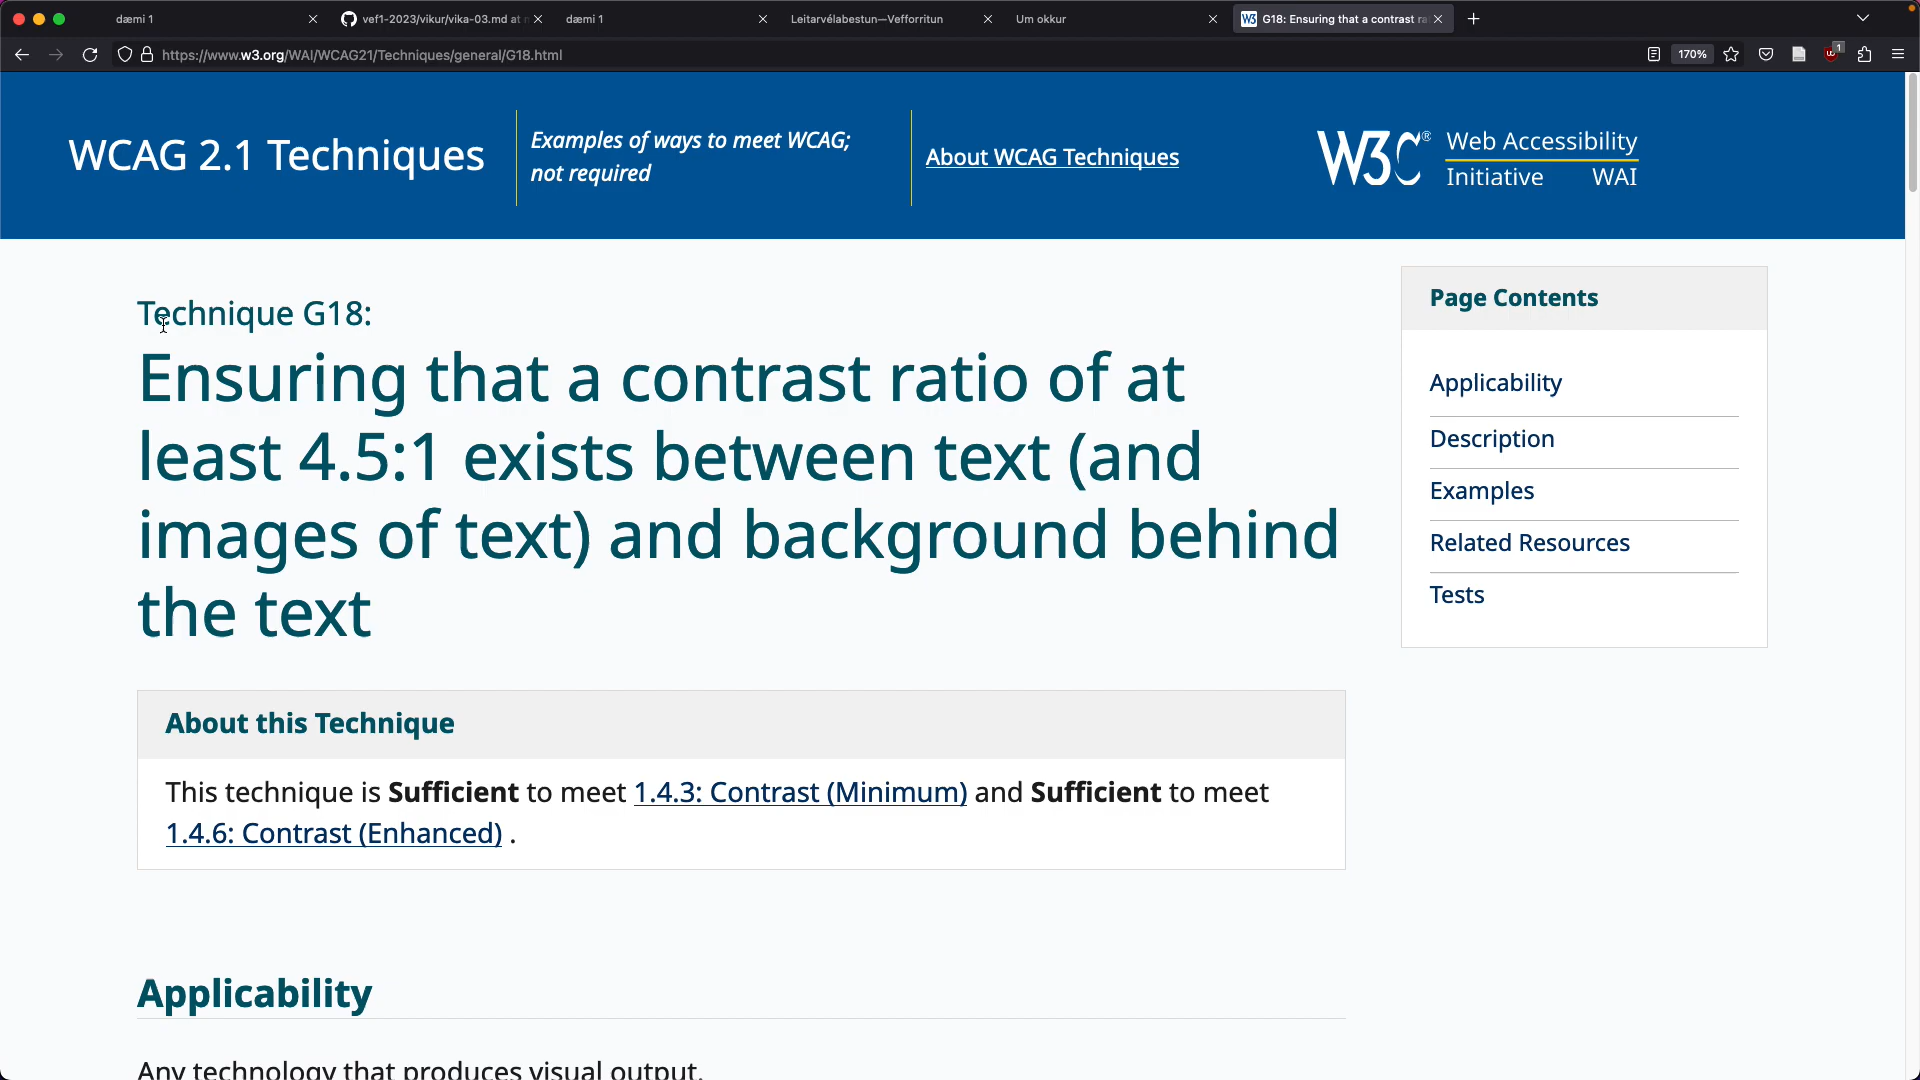 dæmi 1
vef1-2023/vikur/vika-03.md at
dæmi 1
Leitarvélabestun—Vefforritun
Um okkur
G18: Ensuring that a contrast ra
https://www.w3.org/WAI/WCAG21/Techniques/general/G18.html
170%
1
WCAG 2.1 Techniques
Examples of ways to meet WCAG;
not required
About WCAG Techniques
W3C®
Web Accessibility
Initiative WAI
Technique G18:
Ensuring that a contrast ratio of at
least 4.5:1 exists between text (and
images of text) and background behind
the text
Page Contents
Applicability
Description
Examples
Related Resources
Tests
About this Technique
This technique is Sufficient to meet 1.4.3: Contrast (Minimum) and Sufficient to meet
1.4.6: Contrast (Enhanced) .
Applicability
Any technology that produces visual output.